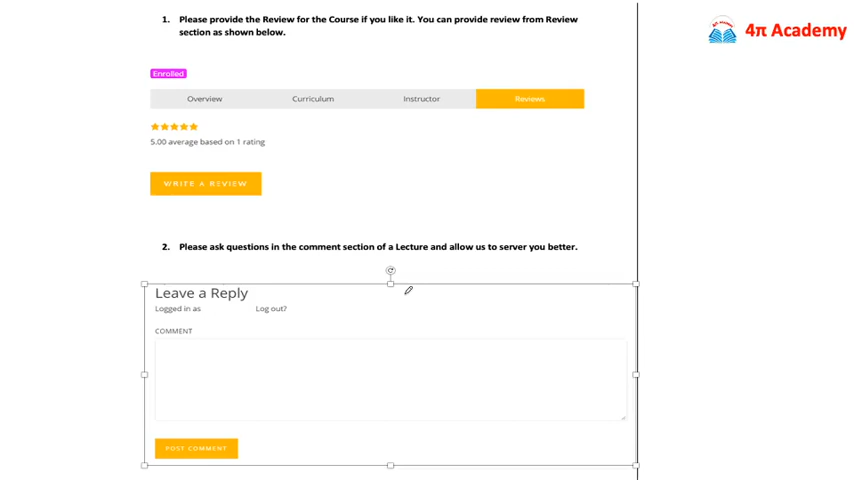 1. Please provide the Review for the Course if you like it. You can provide review from Review
section as shown below.
4π Academy
Enrolled
Overview Curriculum Instructor Reviews
5.00 average based on 1 rating
WRITE A REVIEW
2. Please ask questions in the comment section of a Lecture and allow us to server you better.
Leave a Reply
Logged in as Log out?
COMMENT
POST COMMENT